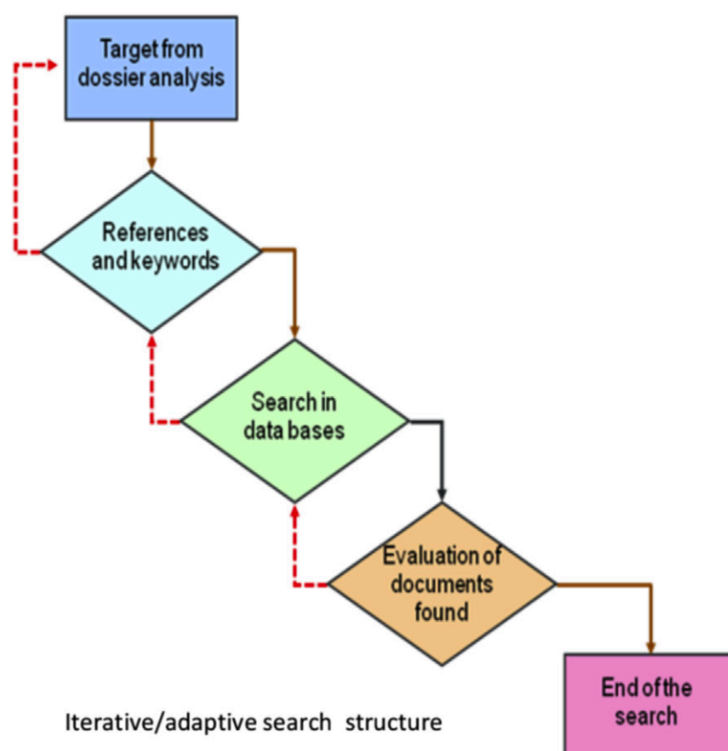 Target from
dossier analysis
References
and keywords
Search in
data bases
Evaluation of
documents
found
End of the
search
Iterative/adaptive search structure